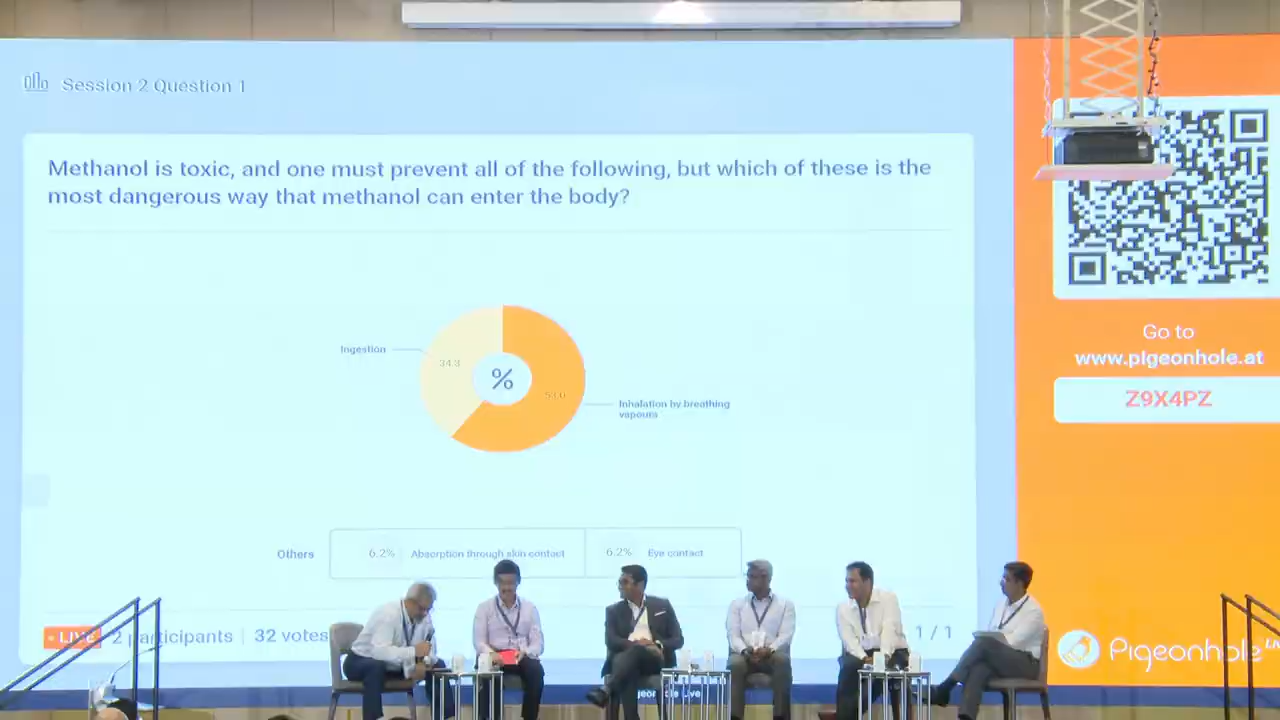 Session 2 Question 1
Methanol is toxic, and one must prevent all of the following, but which of these is the
most dangerous way that methanol can enter the body?
Ingestion
34.3
%
Inhalation by breathing
vapours
Others
6.2%
Absorption through skin contact
6.2%
Eye contact
LIVE
2 participants
32 votes
1 / 1
Go to
www.pigeonhole.at
Z9X4PZ
Pigeonhole
Live